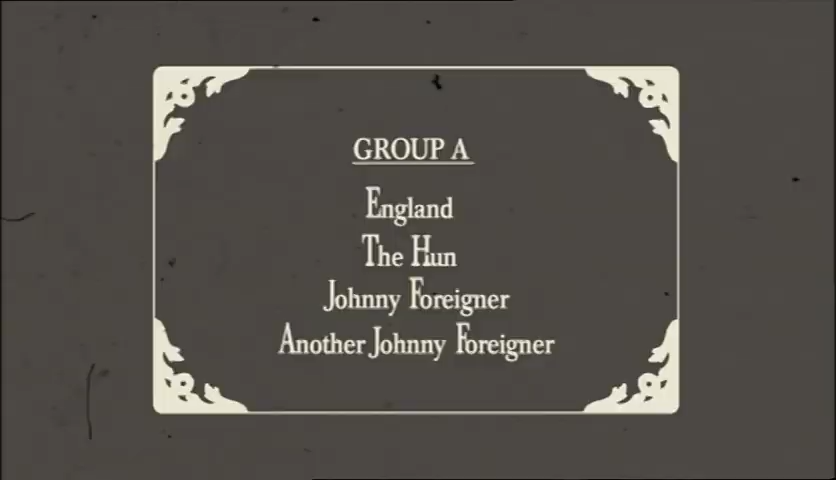 GROUP A
England
The Hun
Johnny Foreigner
Another Johnny Foreigner